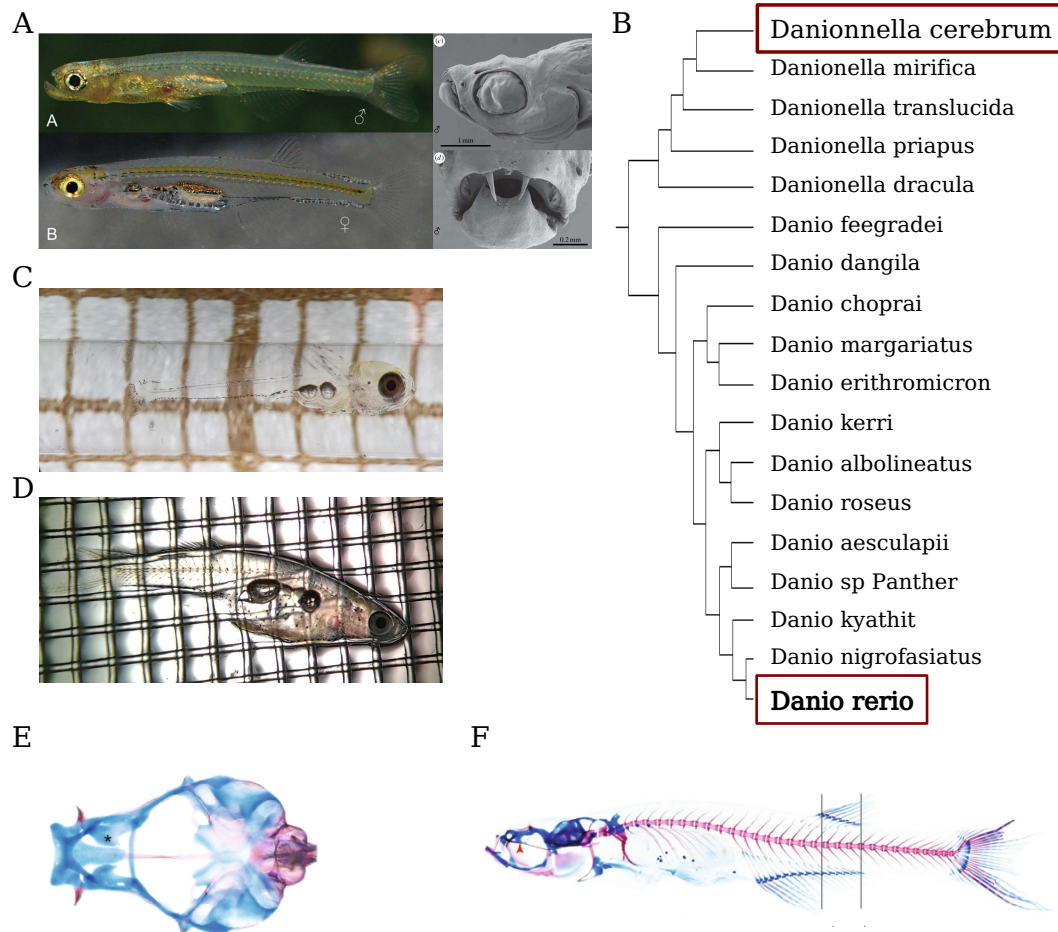 A
A
♂
B
♀
(c)
1 mm
♂
(d)
♂
0.2 mm
B
Danionnella cerebrum
Danionella mirifica
Danionella translucida
Danionella priapus
Danionella dracula
Danio feegradei
Danio dangila
Danio choprai
Danio margariatus
Danio erithromicron
Danio kerri
Danio albolineatus
Danio roseus
Danio aesculapii
Danio sp Panther
Danio kyathit
Danio nigrofasiatus
Danio rerio
C
D
E
*
F